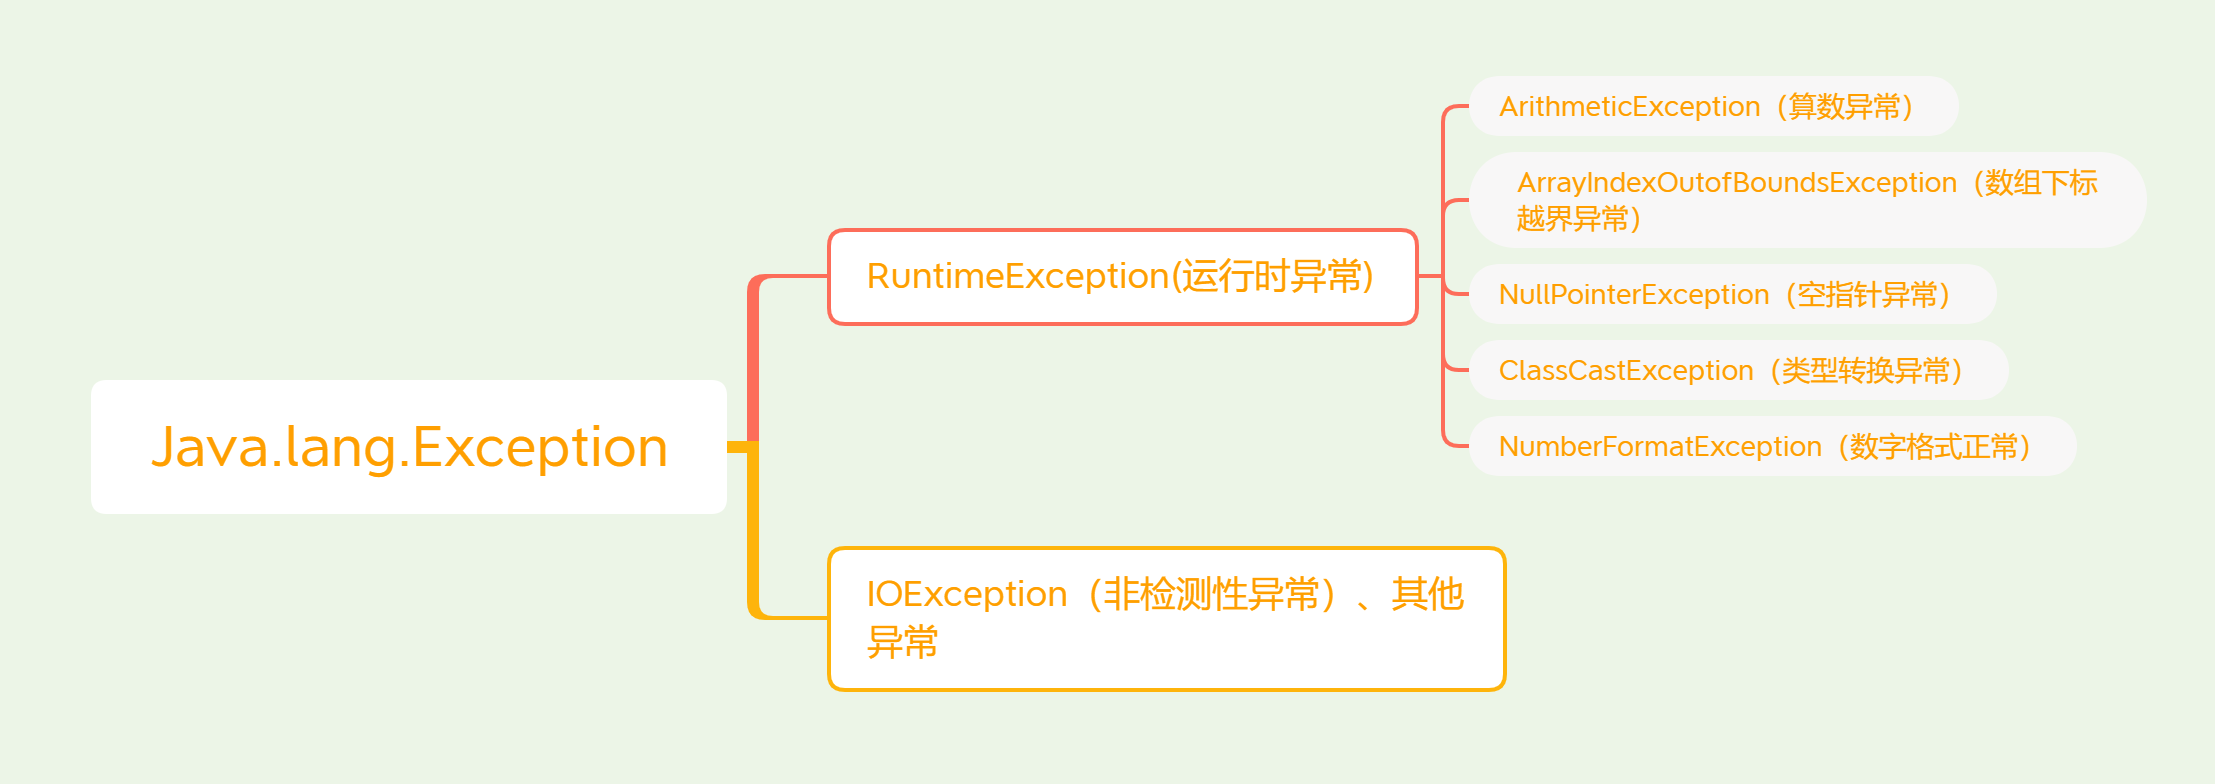 Java.lang.Exception
RuntimeException(运行时异常)
ArithmeticException（算数异常）
ArrayIndexOutofBoundsException（数组下标
越界异常）
NullPointerException（空指针异常）
ClassCastException（类型转换异常）
NumberFormatException（数字格式正常）
IOException（非检测性异常）、其他
异常